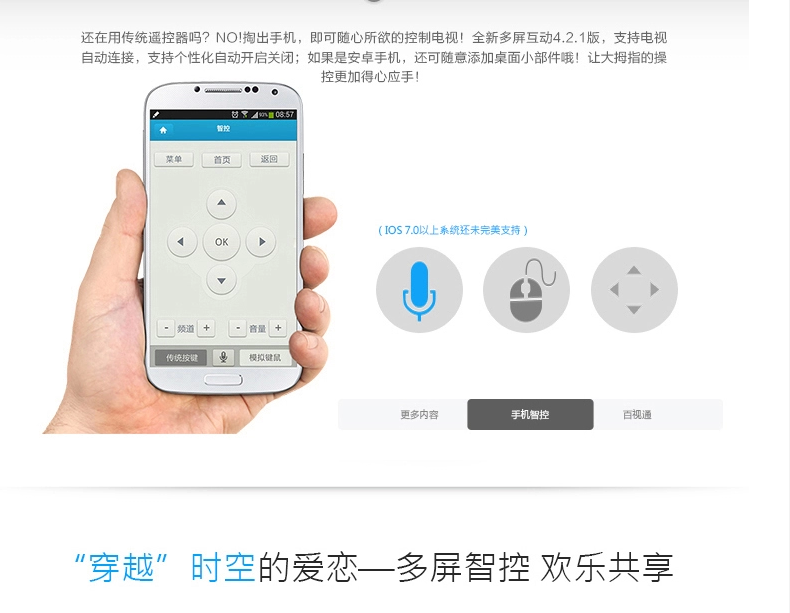 还在用传统遥控器吗？NO!掏出手机，即可随心所欲的控制电视！全新多屏互动4.2.1版，支持电视
自动连接，支持个性化自动开启关闭；如果是安卓手机，还可随意添加桌面小部件哦！让大拇指的操
控更加得心应手！
93% 08:57
智控
菜单 首页 返回
OK
- 频道 + - 音量 +
传统按键 模拟键鼠
（IOS 7.0以上系统还未完美支持）
更多内容 手机智控 百视通
“穿越”时空的爱恋—多屏智控 欢乐共享